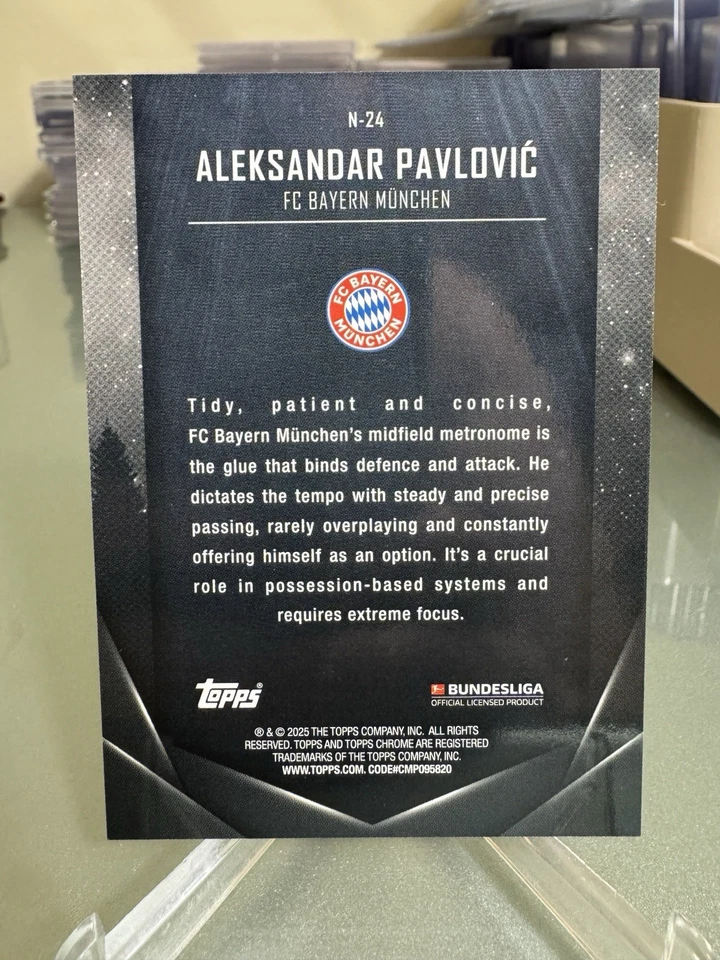 N-24
ALEKSANDAR PAVLOVIĆ
FC BAYERN MÜNCHEN
FC BAYERN
MÜNCHEN
Tidy, patient and concise,
FC Bayern München's midfield metronome is
the glue that binds defence and attack. He
dictates the tempo with steady and precise
passing, rarely overplaying and constantly
offering himself as an option. It's a crucial
role in possession-based systems and
requires extreme focus.
Topps®
BUNDESLIGA
OFFICIAL LICENSED PRODUCT
® & © 2025 THE TOPPS COMPANY, INC. ALL RIGHTS
RESERVED. TOPPS AND TOPPS CHROME ARE REGISTERED
TRADEMARKS OF THE TOPPS COMPANY, INC.
WWW.TOPPS.COM. CODE#CMP095820